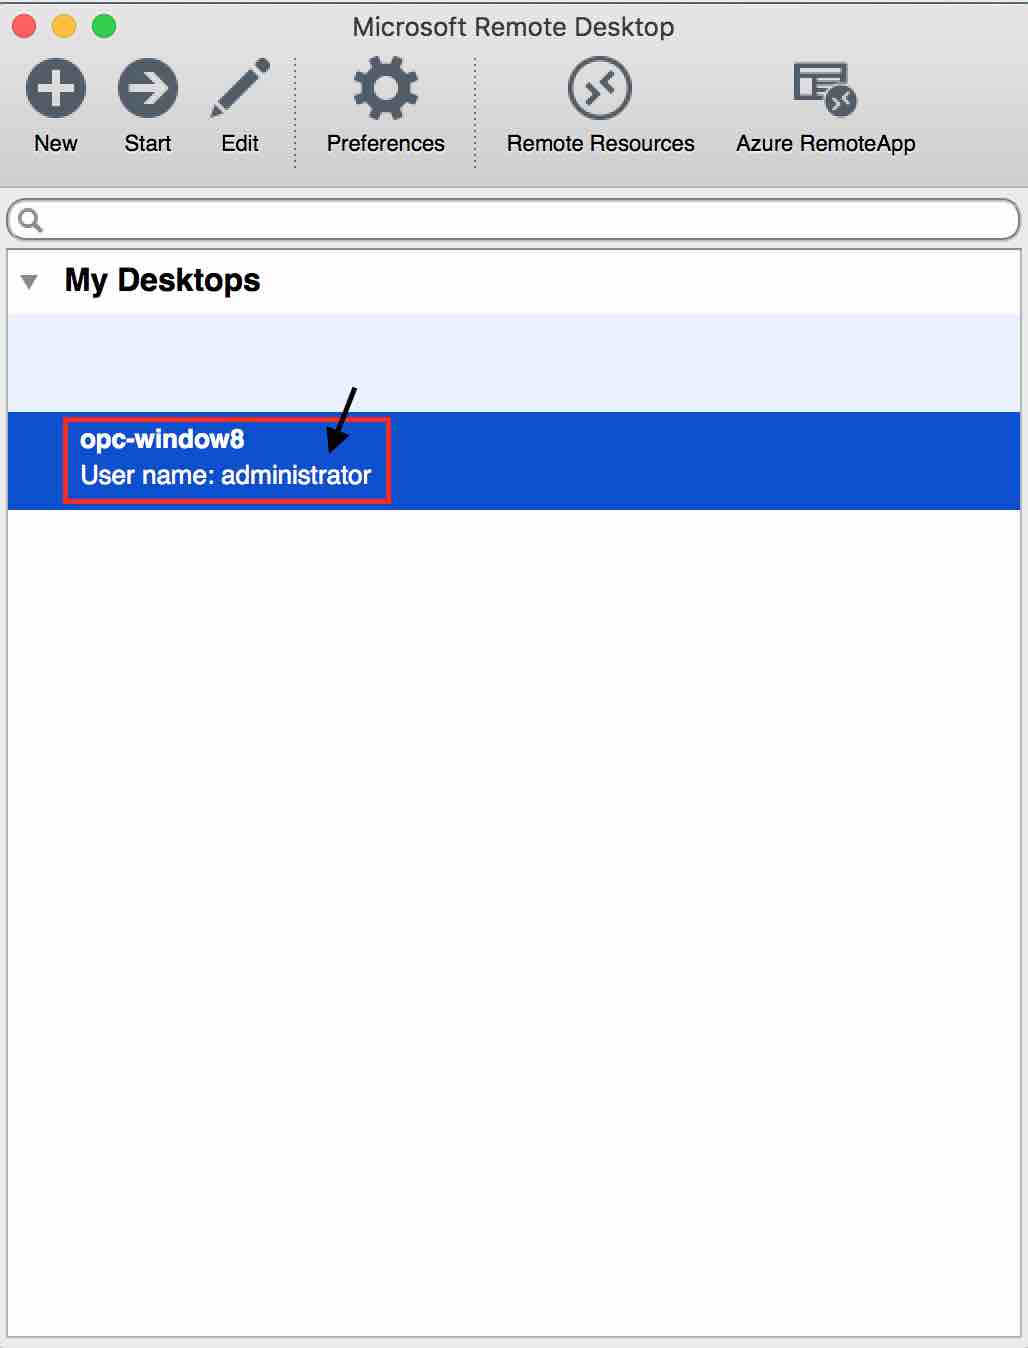 Microsoft Remote Desktop
New Start Edit Preferences Remote Resources Azure RemoteApp
My Desktops
opc-window8
User name: administrator